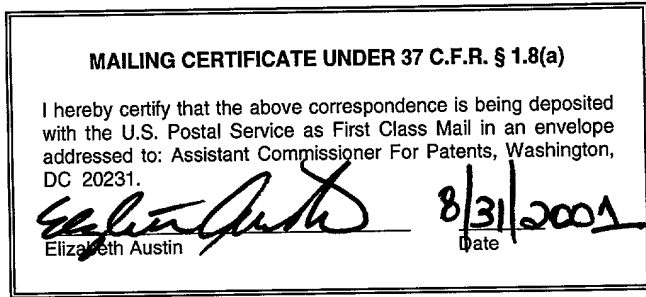 MAILING CERTIFICATE UNDER 37 C.F.R. § 1.8(a)
I hereby certify that the above correspondence is being deposited
with the U.S. Postal Service as First Class Mail in an envelope
addressed to: Assistant Commissioner For Patents, Washington,
DC 20231.
Elizabeth Austin 8/31/2001
Elizabeth Austin Date